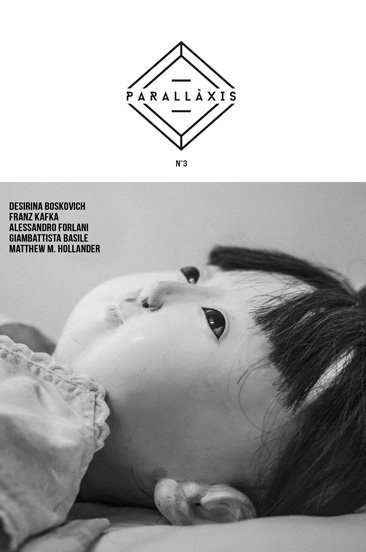 PARALLÀXIS
N°3
DESIRINA BOSKOVICH
FRANZ KAFKA
ALESSANDRO FORLANI
GIAMBATTISTA BASILE
MATTHEW M. HOLLANDER